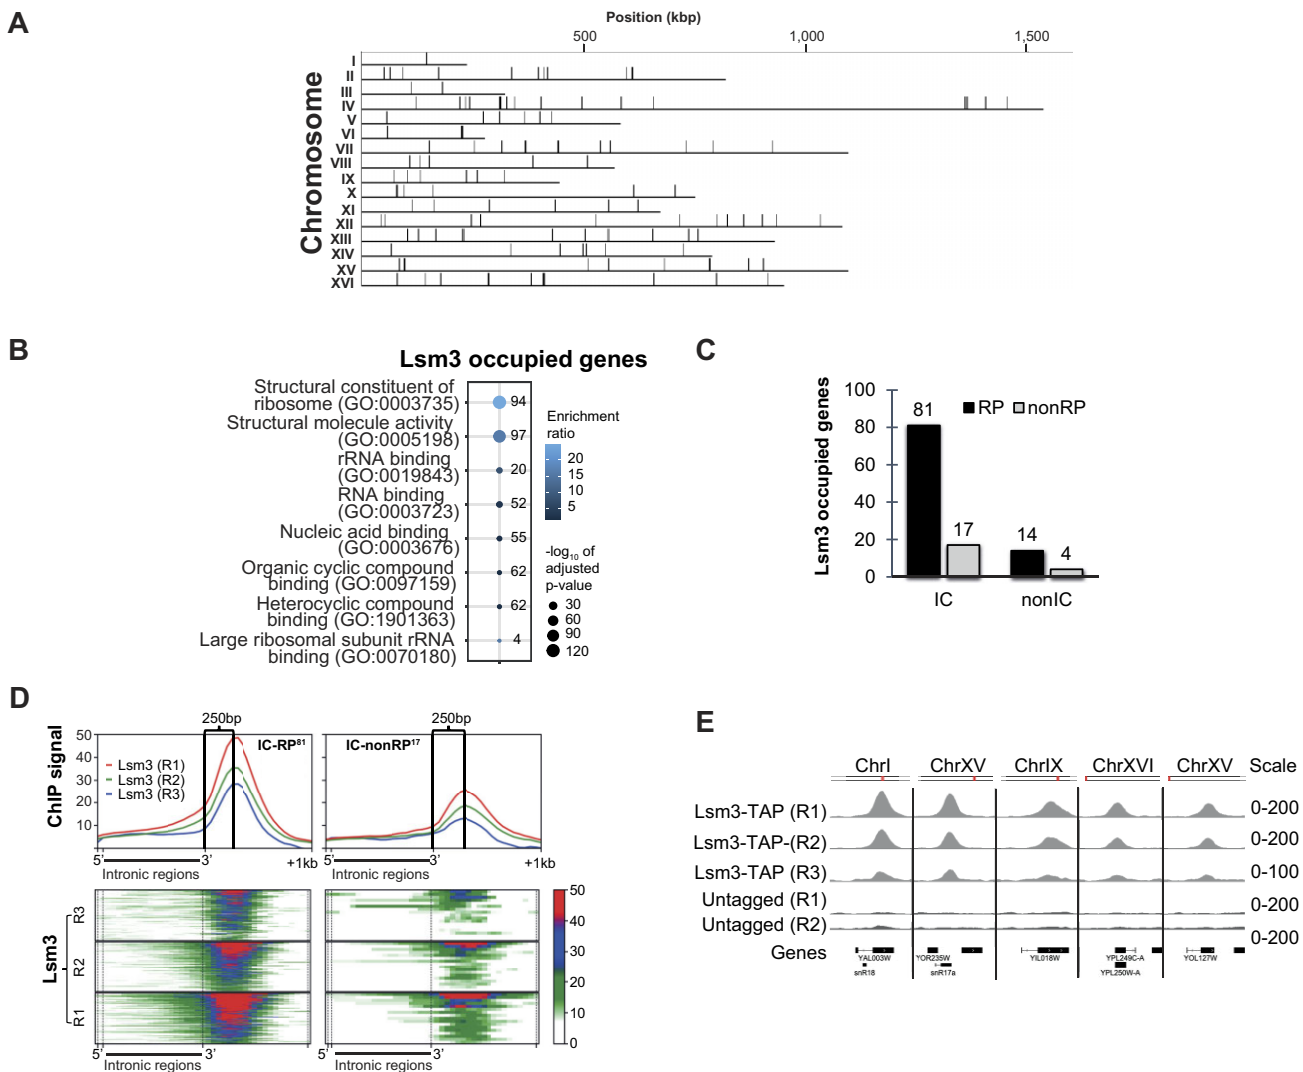 A
Position (kbp)
500
1,000
1,500
Chromosome
I
II
III
IV
V
VI
VII
VIII
IX
X
XI
XII
XIII
XIV
XV
XVI
B
Lsm3 occupied genes
Structural constituent of
ribosome (GO:0003735)
94
Structural molecule activity
(GO:0005198)
97
rRNA binding
(GO:0019843)
20
RNA binding
(GO:0003723)
52
Nucleic acid binding
(GO:0003676)
55
Organic cyclic compound
binding (GO:0097159)
62
Heterocyclic compound
binding (GO:1901363)
62
Large ribosomal subunit rRNA
binding (GO:0070180)
4
Enrichment
ratio
20
15
10
5
-log10 of
adjusted
p-value
30
60
90
120
C
Lsm3 occupied genes
100
80
60
40
20
0
RP
nonRP
81
17
14
4
IC
nonIC
D
250bp
250bp
ChIP signal
50
40
30
20
10
IC-RP81
IC-nonRP17
Lsm3 (R1)
Lsm3 (R2)
Lsm3 (R3)
5'
3'
+1kb
5'
3'
+1kb
Intronic regions
Intronic regions
Lsm3
R3
R2
R1
50
40
30
20
10
0
5'
3'
5'
3'
Intronic regions
Intronic regions
E
ChrI
ChrXV
ChrIX
ChrXVI
ChrXV
Scale
Lsm3-TAP (R1)
0-200
Lsm3-TAP-(R2)
0-200
Lsm3-TAP (R3)
0-100
Untagged (R1)
0-200
Untagged (R2)
0-200
Genes
YAL003W
snR18
YOR235W
snR17a
YIL018W
YPL249C-A
YPL250W-A
YOL127W